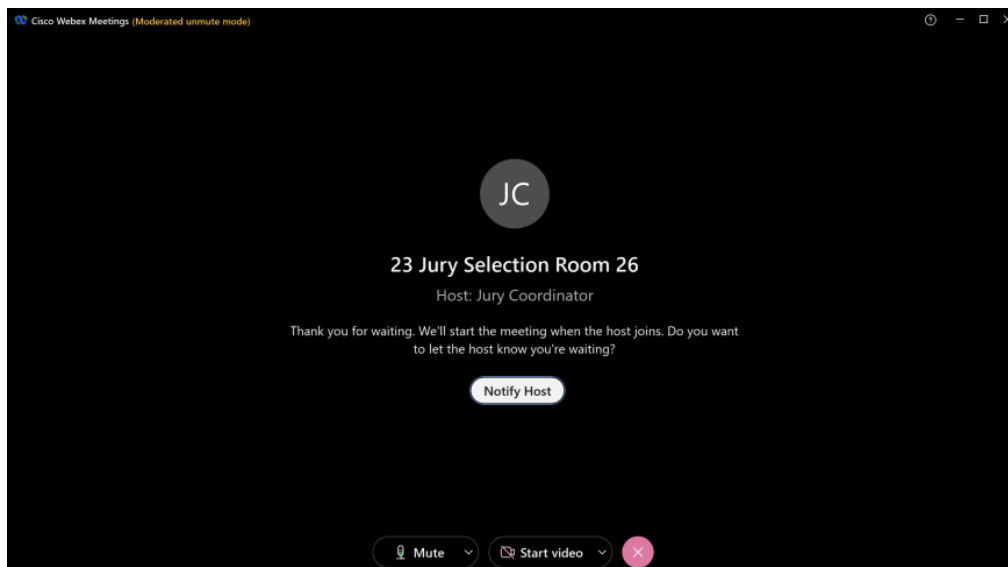 Cisco Webex Meetings (Moderated unmute mode)
JC
23 Jury Selection Room 26
Host: Jury Coordinator
Thank you for waiting. We'll start the meeting when the host joins. Do you want
to let the host know you're waiting?
Notify Host
Mute
Start video